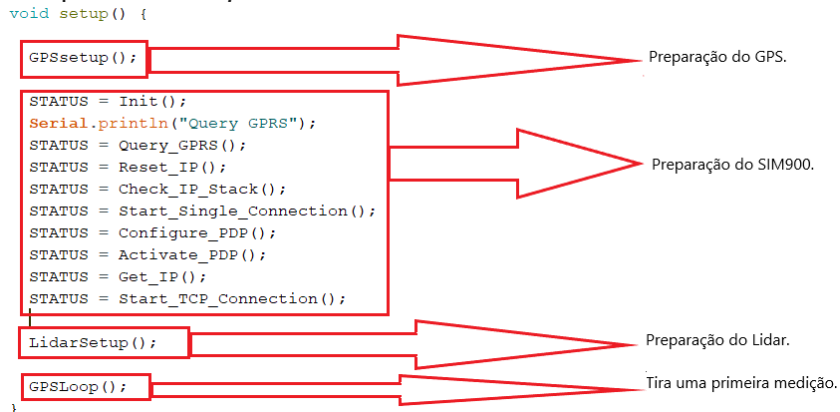 void setup() {
GPSsetup();
Preparação do GPS.
STATUS = Init();
Serial.println("Query GPRS");
STATUS = Query_GPRS();
STATUS = Reset_IP();
STATUS = Check_IP_Stack();
STATUS = Start_Single_Connection();
STATUS = Configure_PDP();
STATUS = Activate_PDP();
STATUS = Get_IP();
STATUS = Start_TCP_Connection();
Preparação do SIM900.
LidarSetup();
Preparação do Lidar.
GPSLoop();
Tira uma primeira medição.
}